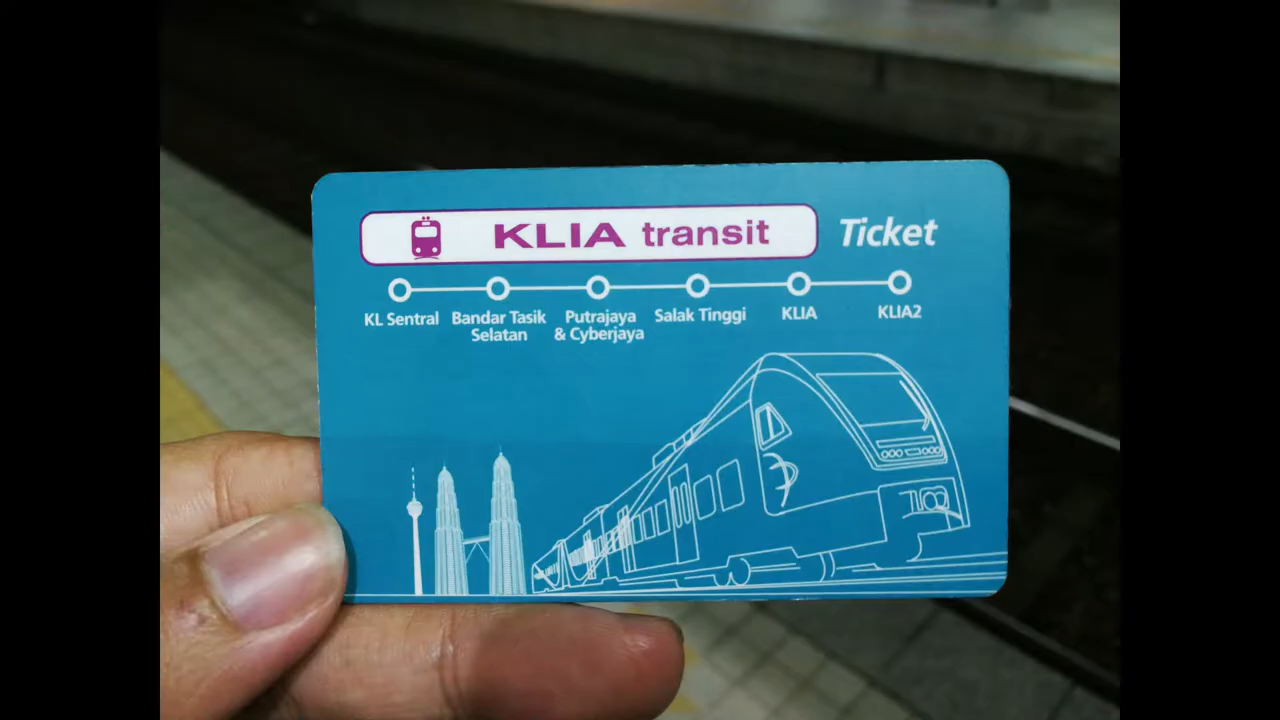 KLIA transit Ticket
KL Sentral
Bandar Tasik
Selatan
Putrajaya
& Cyberjaya
Salak Tinggi
KLIA
KLIA2